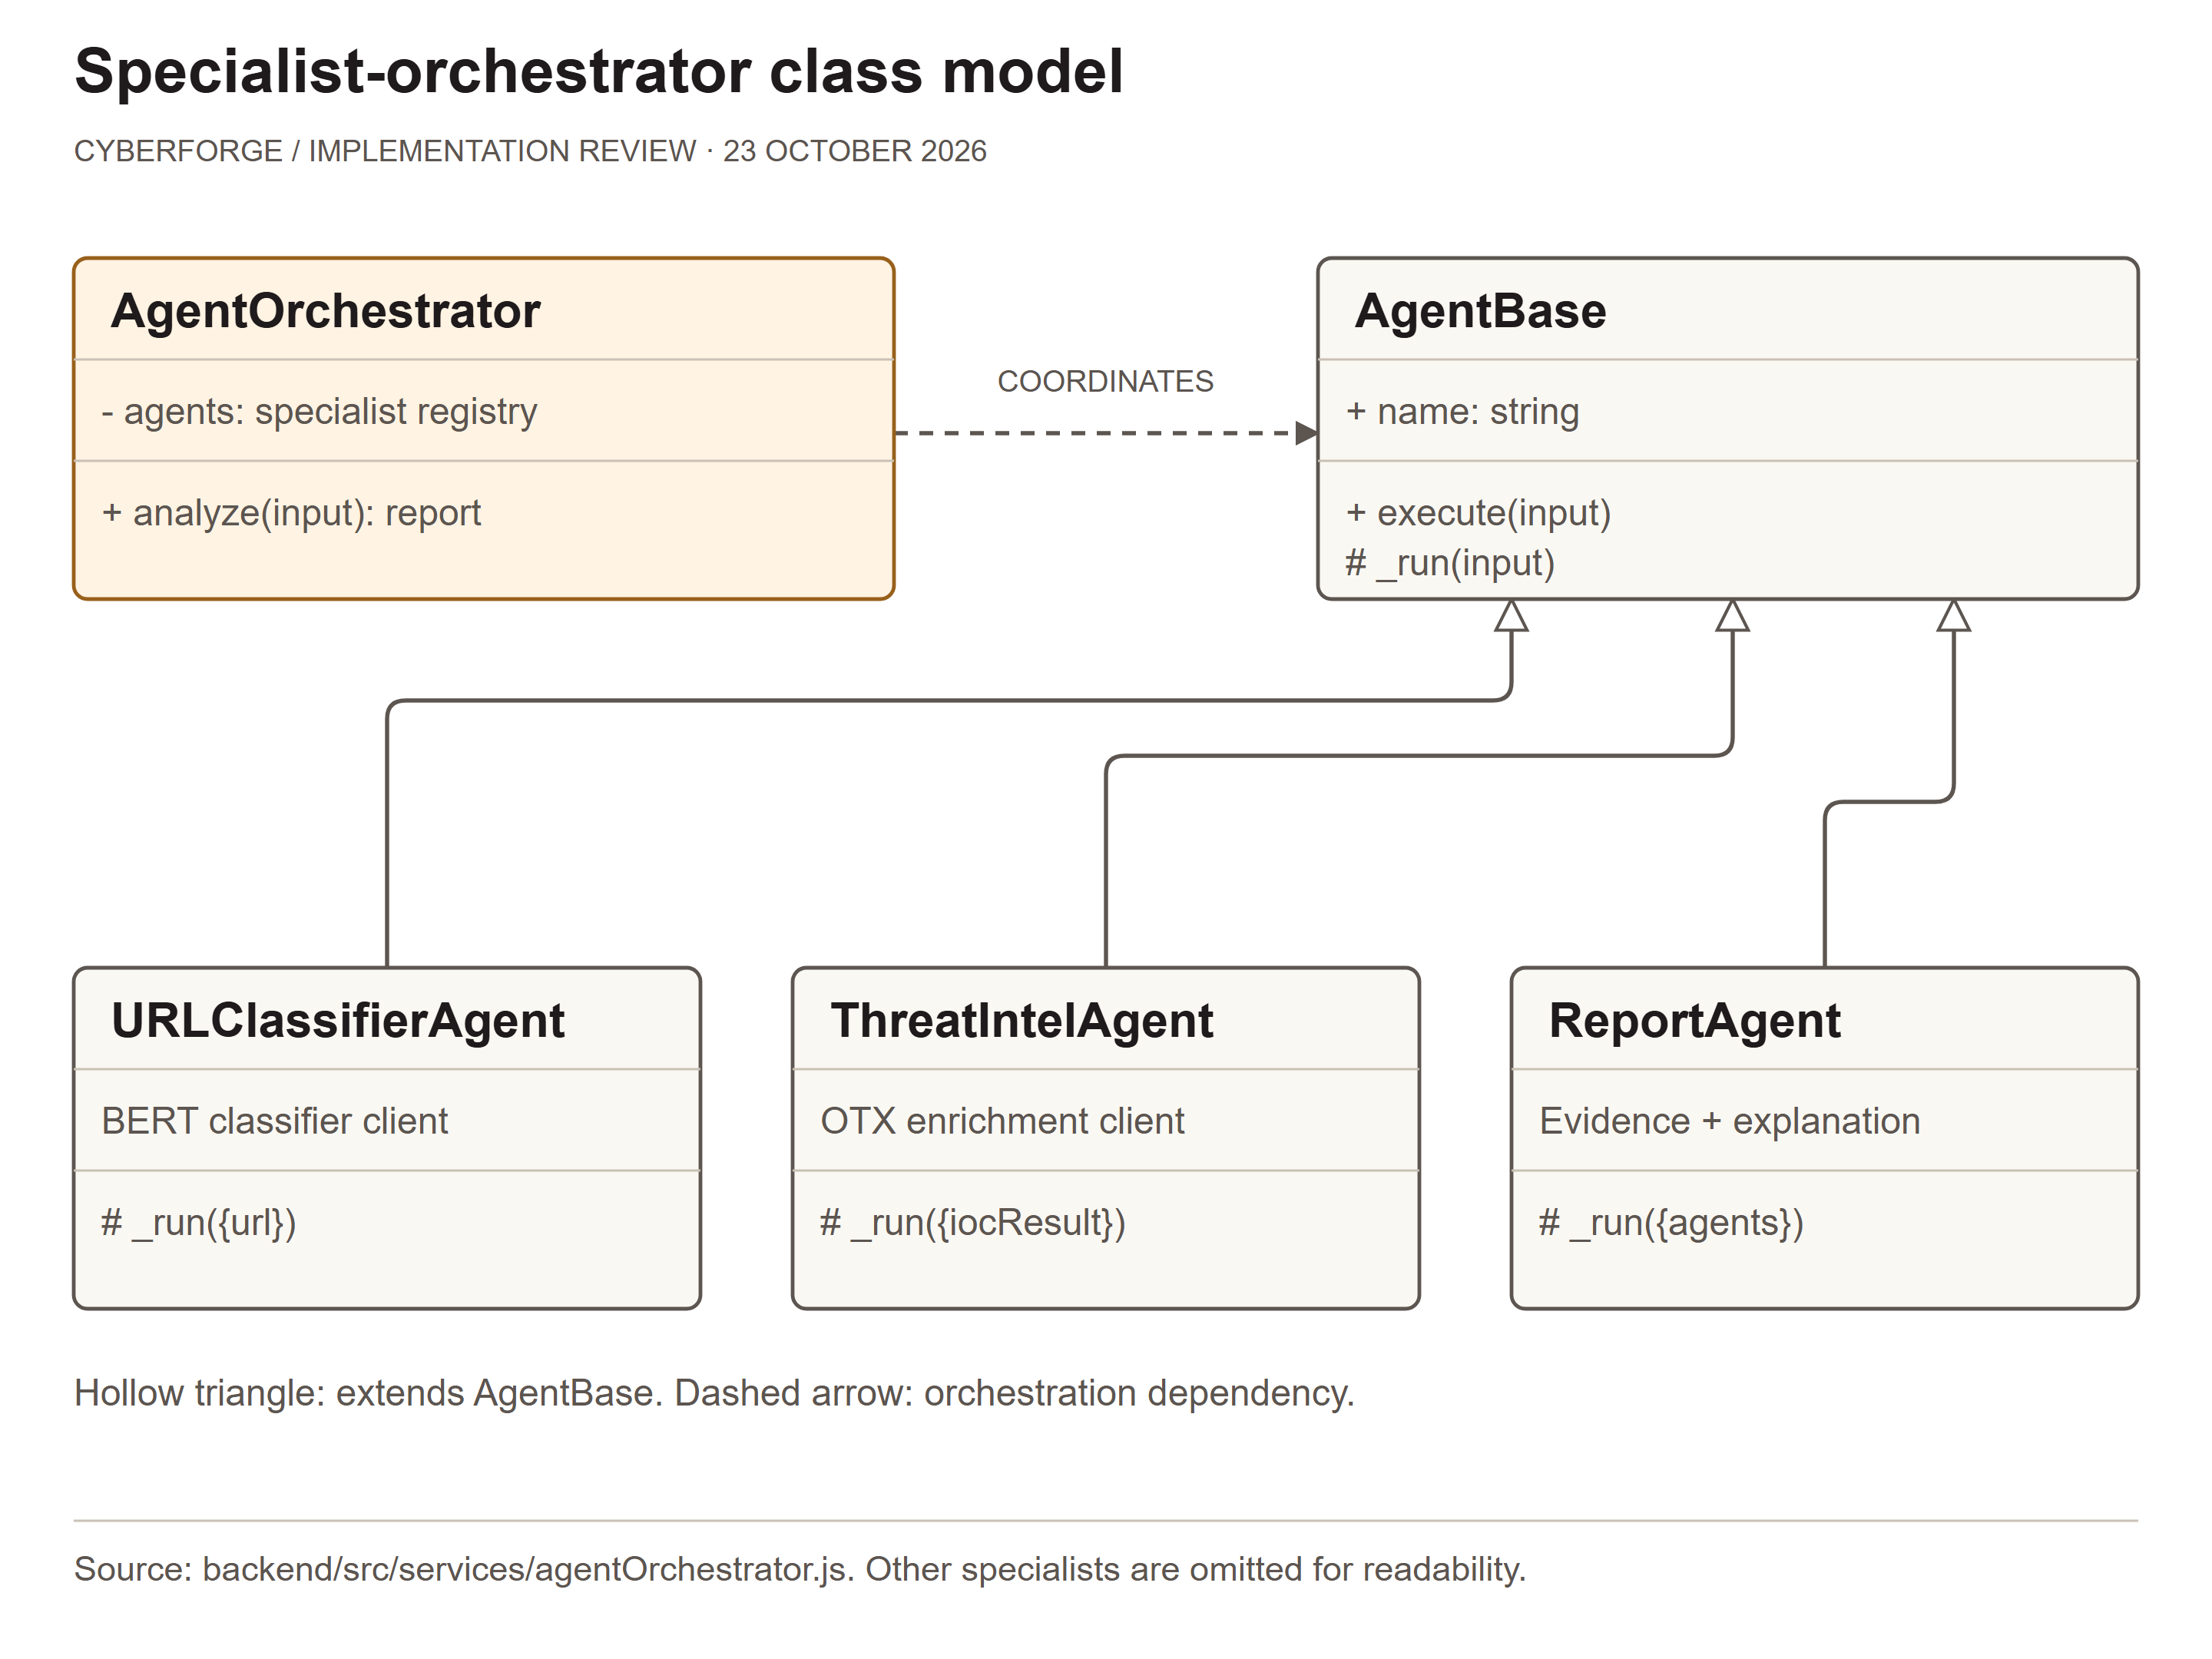 Specialist-orchestrator class model
CYBERFORGE / IMPLEMENTATION REVIEW · 23 OCTOBER 2026
AgentOrchestrator
- agents: specialist registry
+ analyze(input): report
COORDINATES
AgentBase
+ name: string
+ execute(input)
# _run(input)
URLClassifierAgent
BERT classifier client
# _run({url})
ThreatIntelAgent
OTX enrichment client
# _run({iocResult})
ReportAgent
Evidence + explanation
# _run({agents})
Hollow triangle: extends AgentBase. Dashed arrow: orchestration dependency.
Source: backend/src/services/agentOrchestrator.js. Other specialists are omitted for readability.